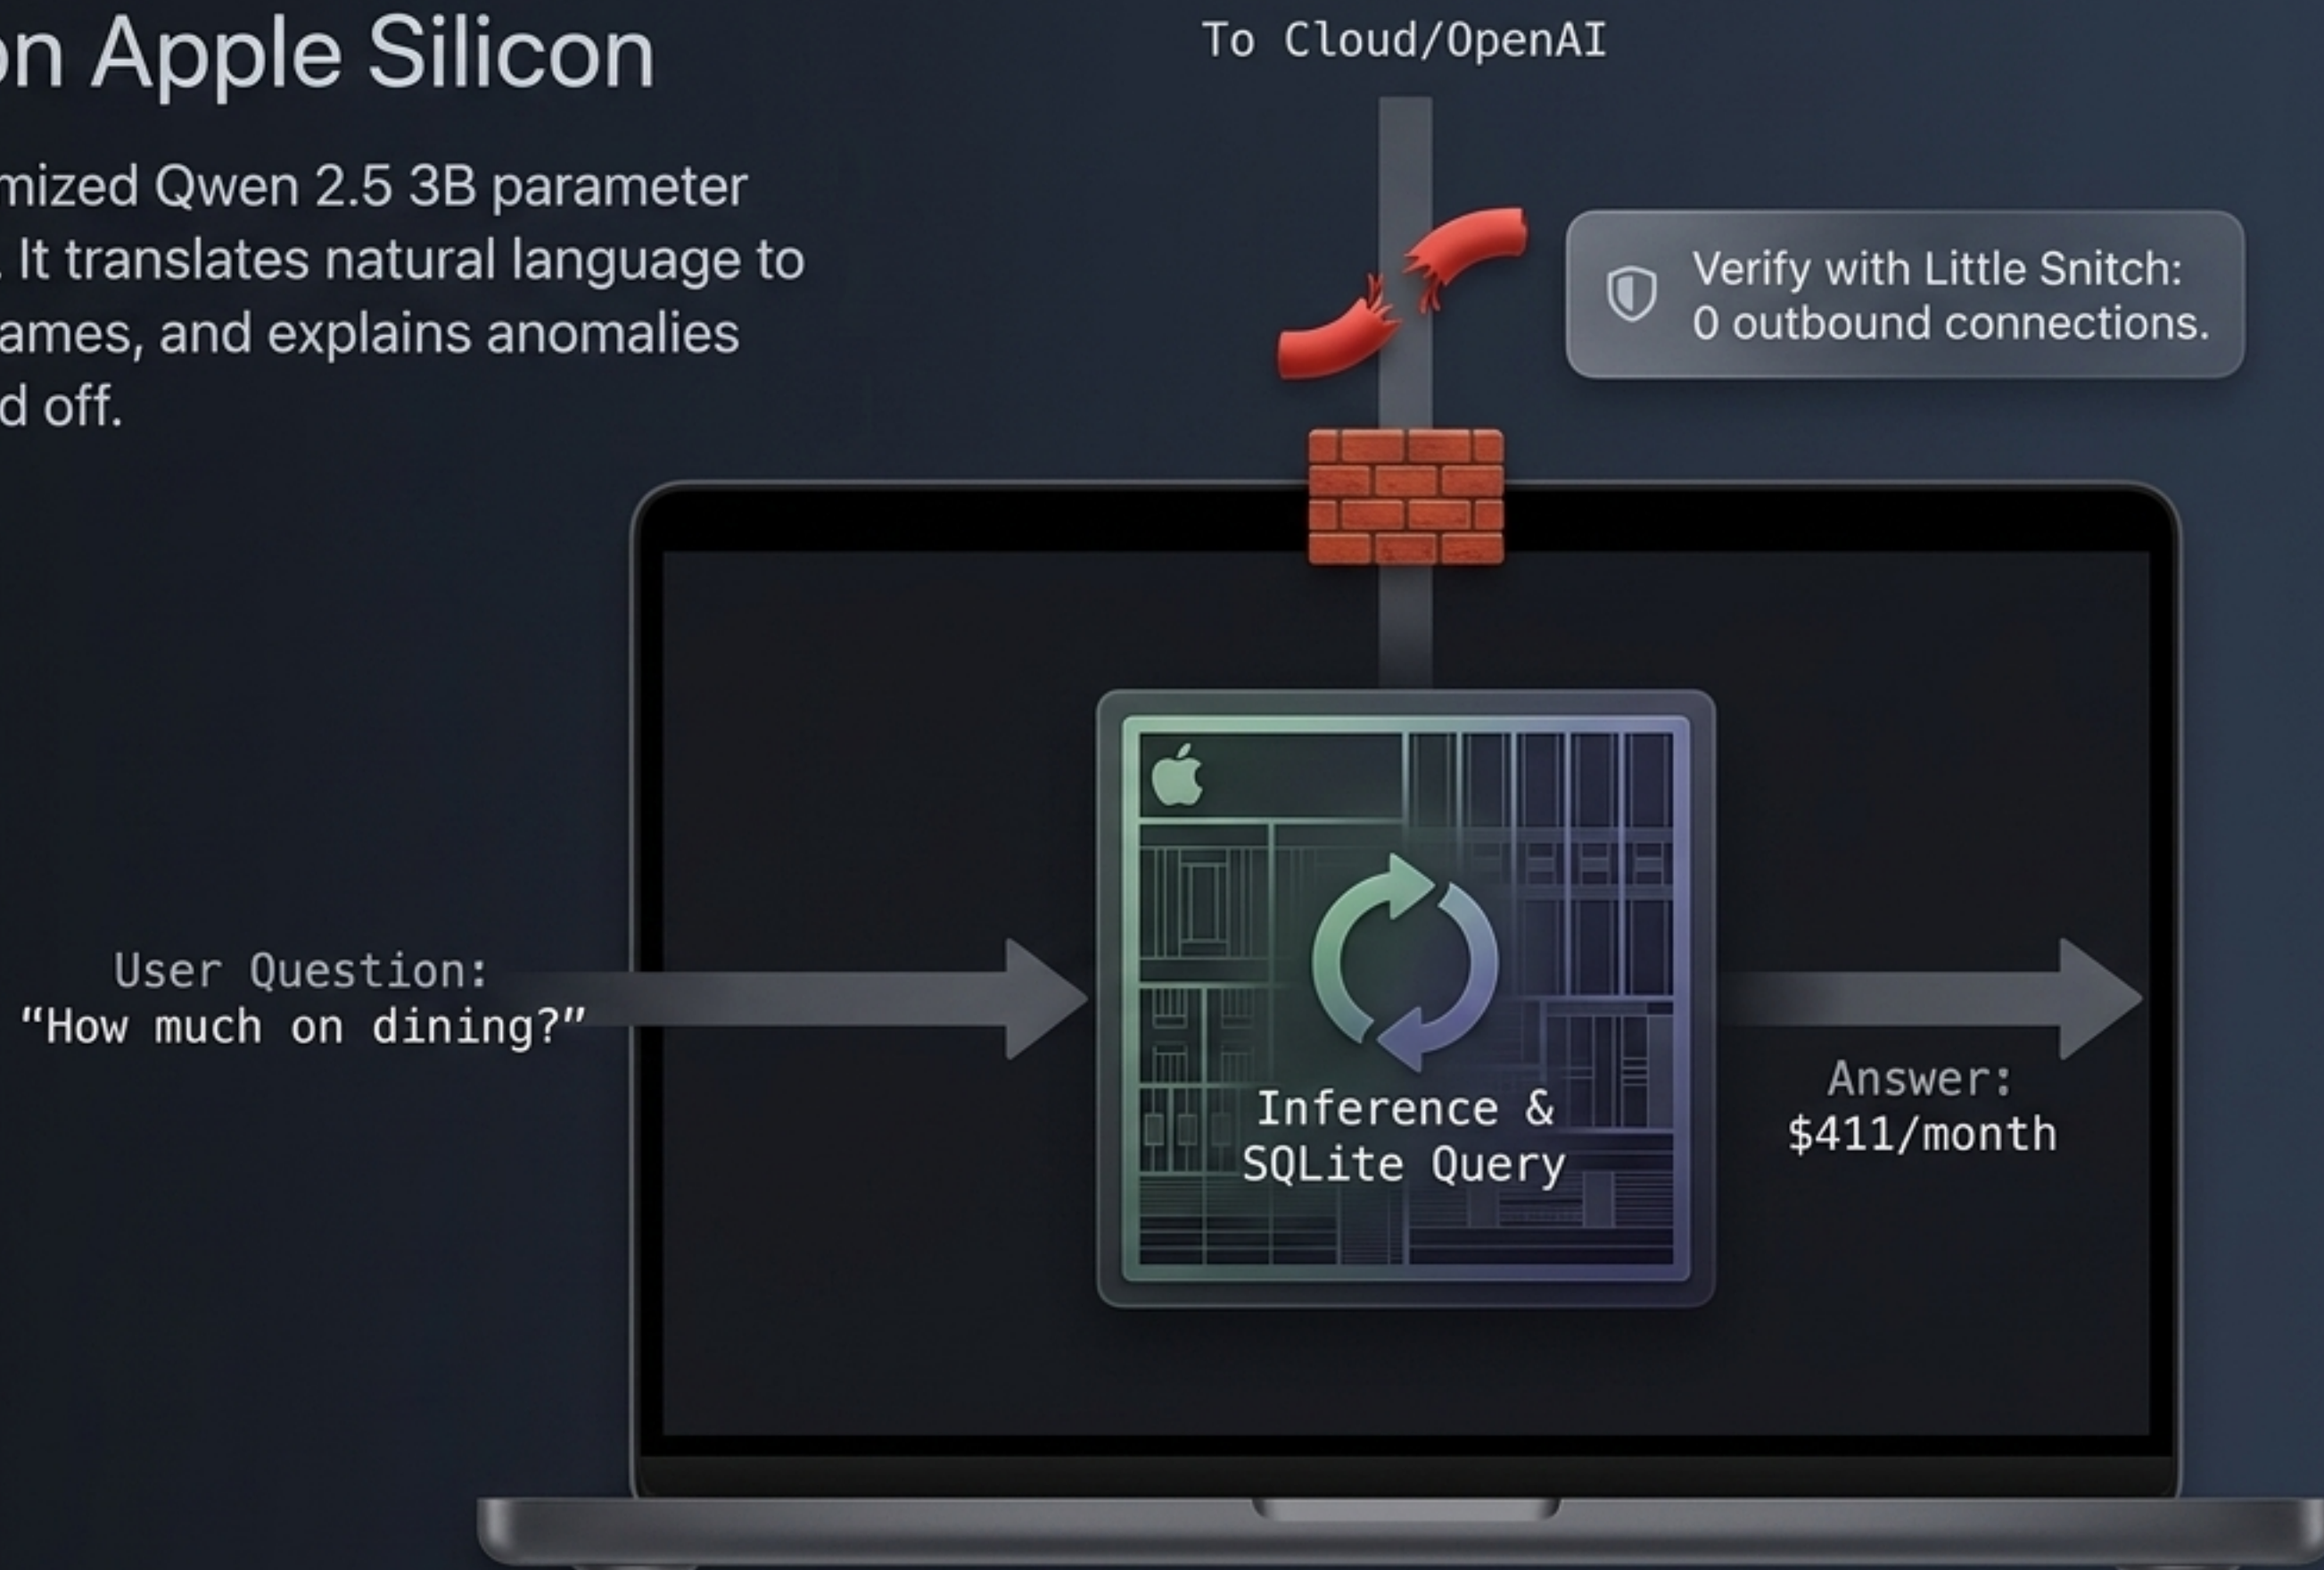 on Apple Silicon
To Cloud/OpenAI
mized Qwen 2.5 3B parameter
. It translates natural language to
ames, and explains anomalies
d off.
Verify with Little Snitch:
0 outbound connections.
User Question:
“How much on dining?”
Inference &
SQLite Query
Answer:
$411/month